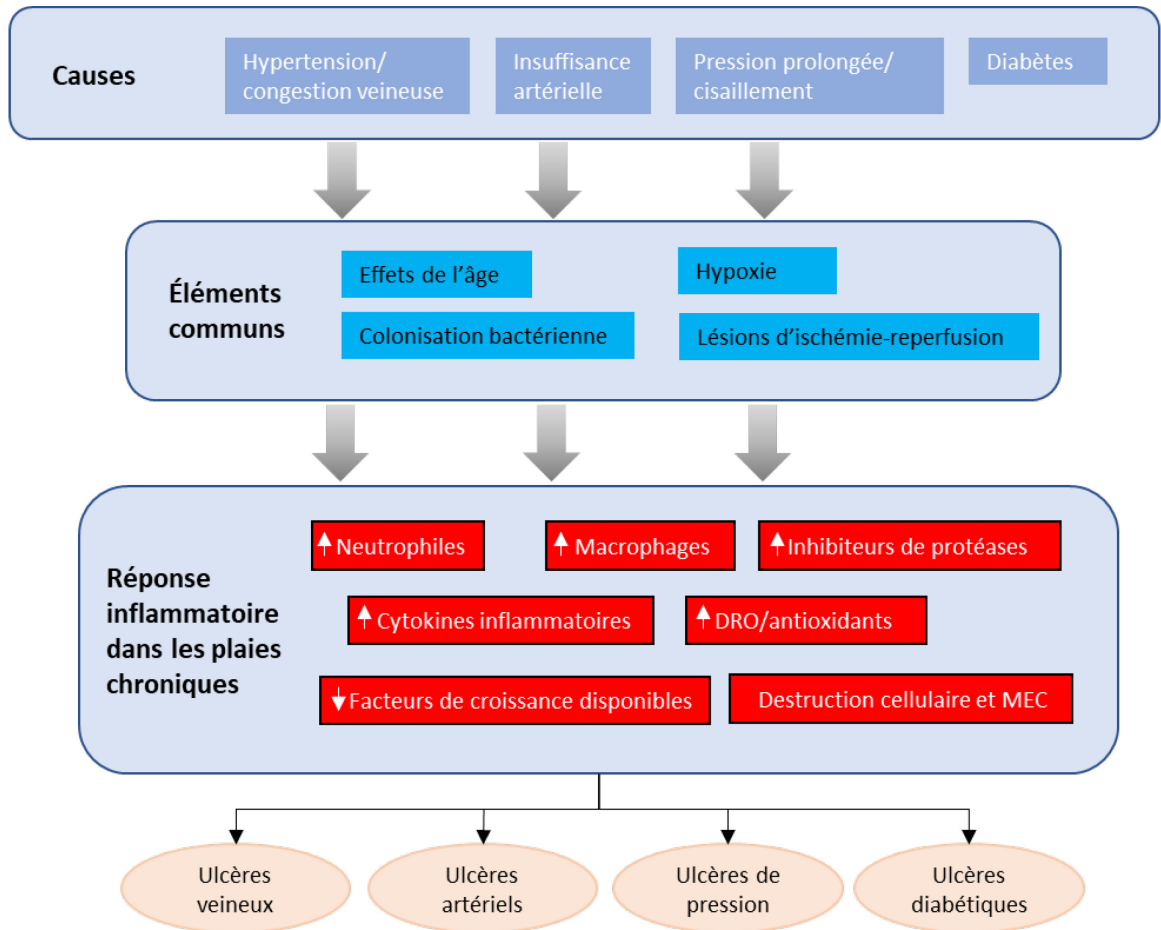 Causes
Hypertension/
congestion veineuse
Insuffisance
artérielle
Pression prolongée/
cisaillement
Diabètes
Éléments
communs
Effets de l’âge
Hypoxie
Colonisation bactérienne
Lésions d’ischémie-reperfusion
Réponse
inflammatoire
dans les plaies
chroniques
↑ Neutrophiles
↑ Macrophages
↑ Inhibiteurs de protéases
↑ Cytokines inflammatoires
↑ DRO/antioxidants
↓ Facteurs de croissance disponibles
Destruction cellulaire et MEC
Ulcères
veineux
Ulcères
artériels
Ulcères de
pression
Ulcères
diabétiques